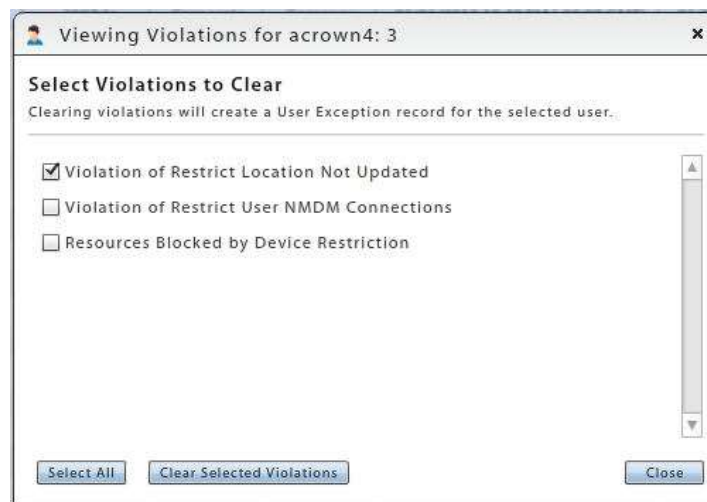 Viewing Violations for acrown4: 3
Select Violations to Clear
Clearing violations will create a User Exception record for the selected user.
Violation of Restrict Location Not Updated
Violation of Restrict User NMDM Connections
Resources Blocked by Device Restriction
Select All Clear Selected Violations Close